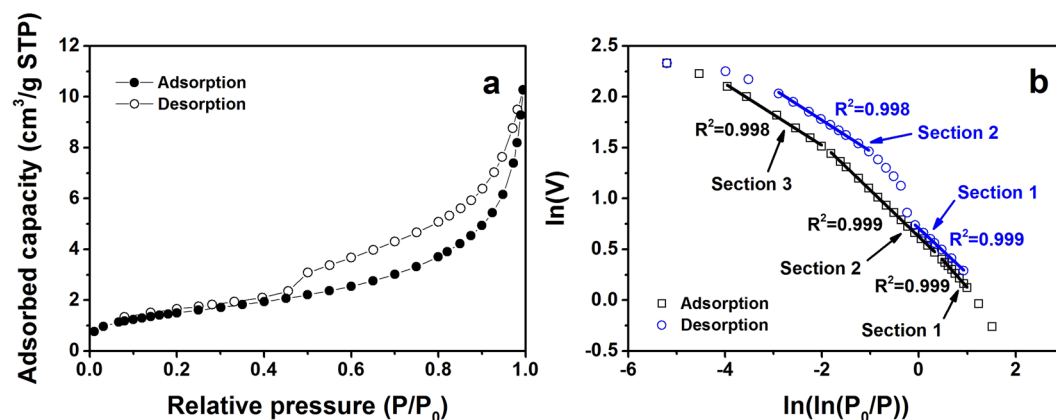 a
Adsorbed capacity (cm³/g STP)
12
10
8
6
4
2
0
Adsorption
Desorption
0.0 0.2 0.4 0.6 0.8 1.0
Relative pressure (P/P₀)
b
ln(V)
2.5
2.0
1.5
1.0
0.5
0.0
-0.5
R²=0.998
Section 2
R²=0.998
Section 3
Section 1
R²=0.999
R²=0.999
Section 2
R²=0.999
Section 1
Adsorption
Desorption
-6 -4 -2 0 2
ln(ln(P₀/P))